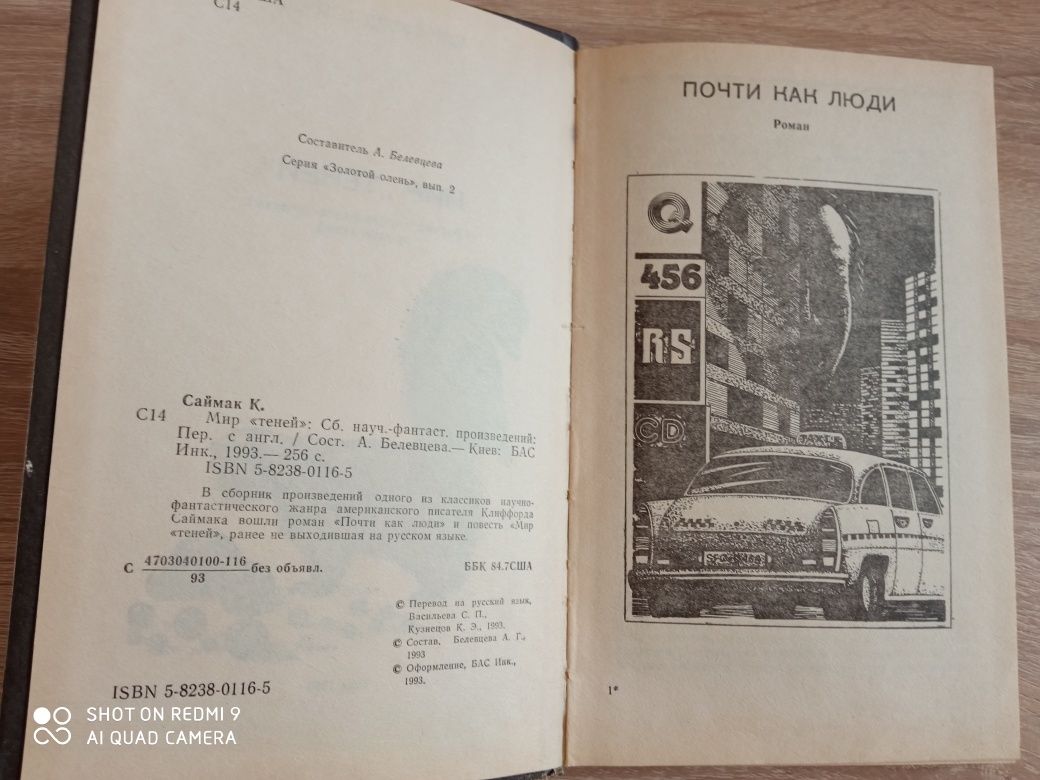 США
С14
Составитель А. Белевцева
Серия «Золотой олень», вып. 2
Саймак К.
С14 Мир «теней»: Сб. науч.-фантаст. произведений:
Пер. с англ. / Сост. А. Белевцева.— Киев: БАС
Инк., 1993.— 256 с.
ISBN 5-8238-0116-5
В сборник произведений одного из классиков научно-
фантастического жанра американского писателя Клиффорда
Саймака вошли роман «Почти как люди» и повесть «Мир
«теней», ранее не выходившая на русском языке.
С 4703040100-116 без объявл. ББК 84.7США
93
© Перевод на русский язык,
Васильева С. П.,
Кузнецов К. Э., 1993.
© Состав. Белевцева А. Г.,
1993
© Оформление, БАС Инк.,
1993.
ISBN 5-8238-0116-5
SHOT ON REDMI 9
AI QUAD CAMERA
ПОЧТИ КАК ЛЮДИ
Роман
Q
456
RS
CD
1*